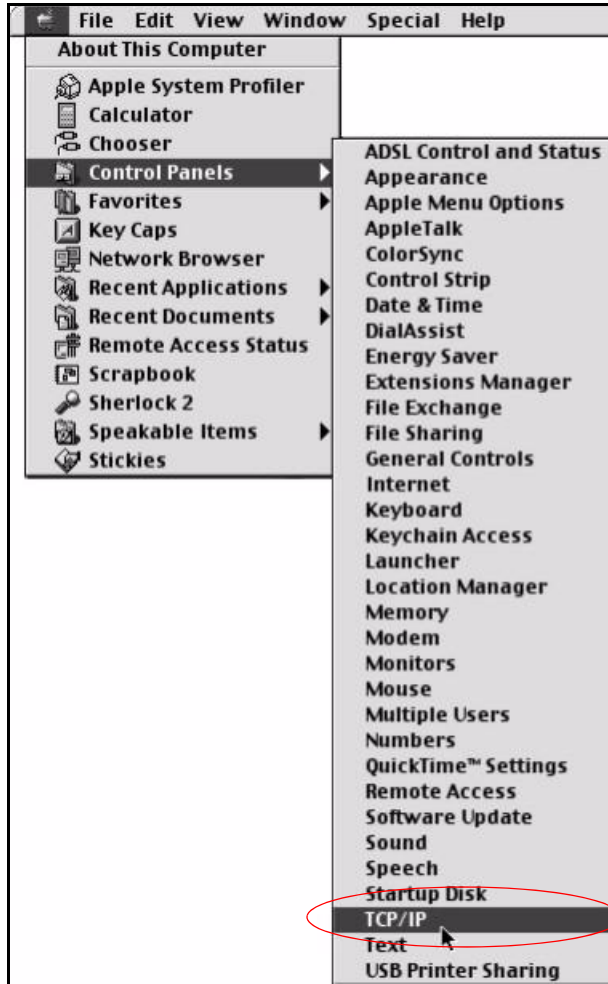 File Edit View Window Special Help
About This Computer
Apple System Profiler
Calculator
Chooser
Control Panels
Favorites
Key Caps
Network Browser
Recent Applications
Recent Documents
Remote Access Status
Scrapbook
Sherlock 2
Speakable Items
Stickies
ADSL Control and Status
Appearance
Apple Menu Options
AppleTalk
ColorSync
Control Strip
Date & Time
DialAssist
Energy Saver
Extensions Manager
File Exchange
File Sharing
General Controls
Internet
Keyboard
Keychain Access
Launcher
Location Manager
Memory
Modem
Monitors
Mouse
Multiple Users
Numbers
QuickTime™ Settings
Remote Access
Software Update
Sound
Speech
Startup Disk
TCP/IP
Text
USB Printer Sharing